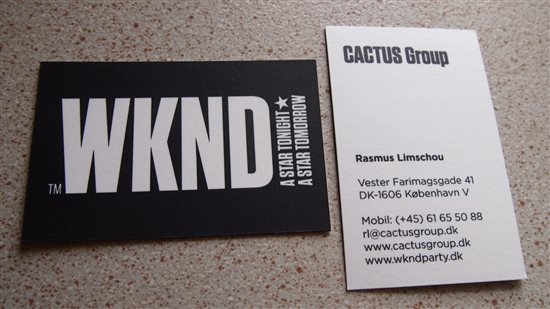 TM WKND
A STAR TONIGHT★
A STAR TOMORROW
CACTUS Group
Rasmus Limschou
Vester Farimagsgade 41
DK-1606 København V
Mobil: (+45) 61 65 50 88
rl@cactusgroup.dk
www.cactusgroup.dk
www.wkndparty.dk